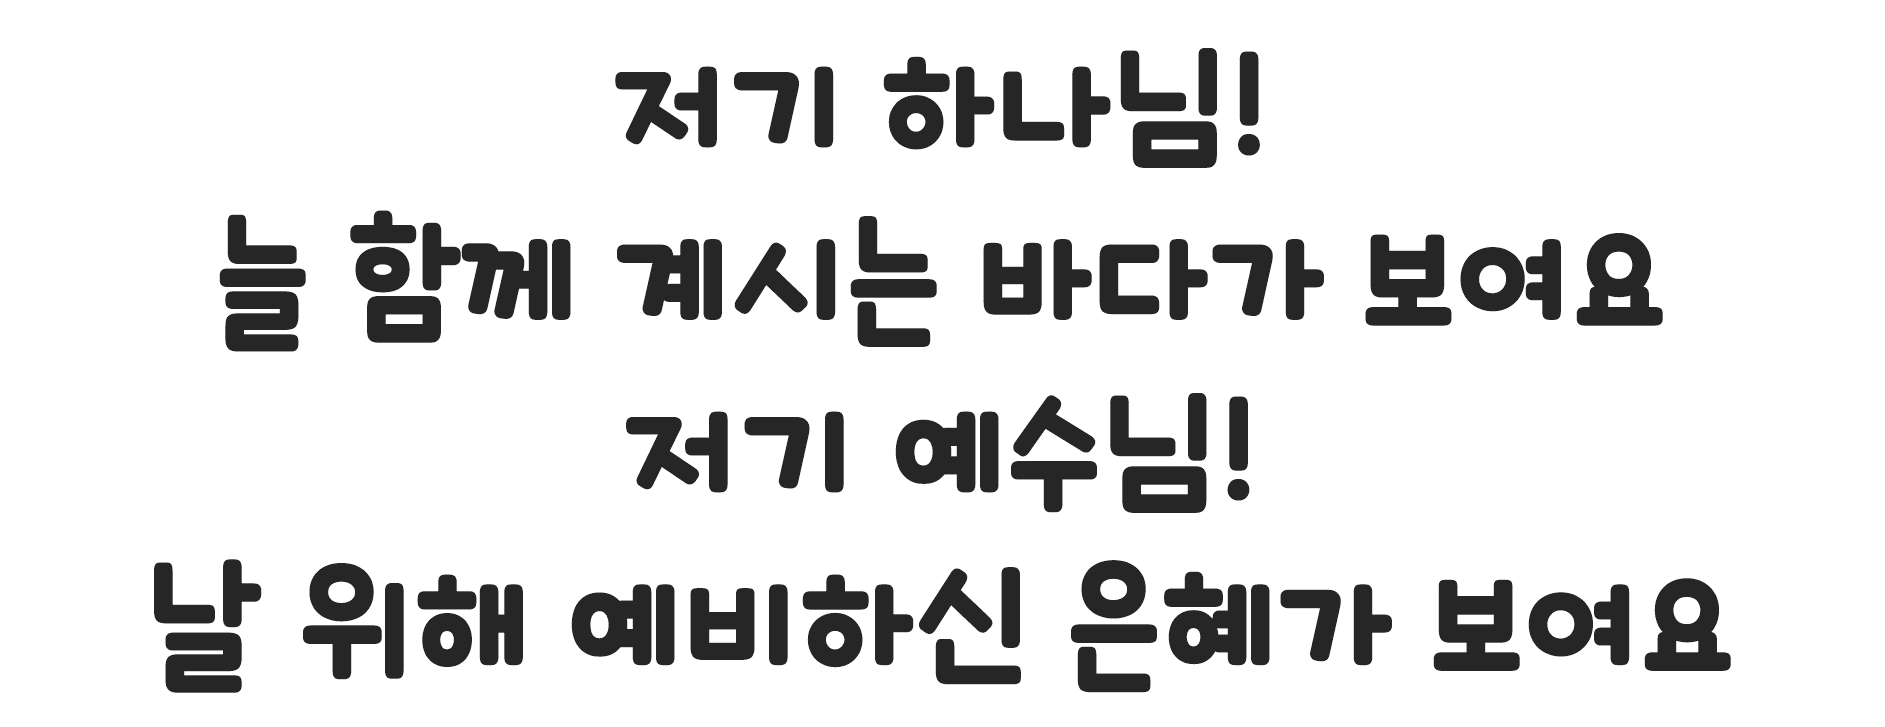 저기 하나님!
늘 함께 계시는 바다가 보여요
저기 예수님!
날 위해 예비하신 은혜가 보여요